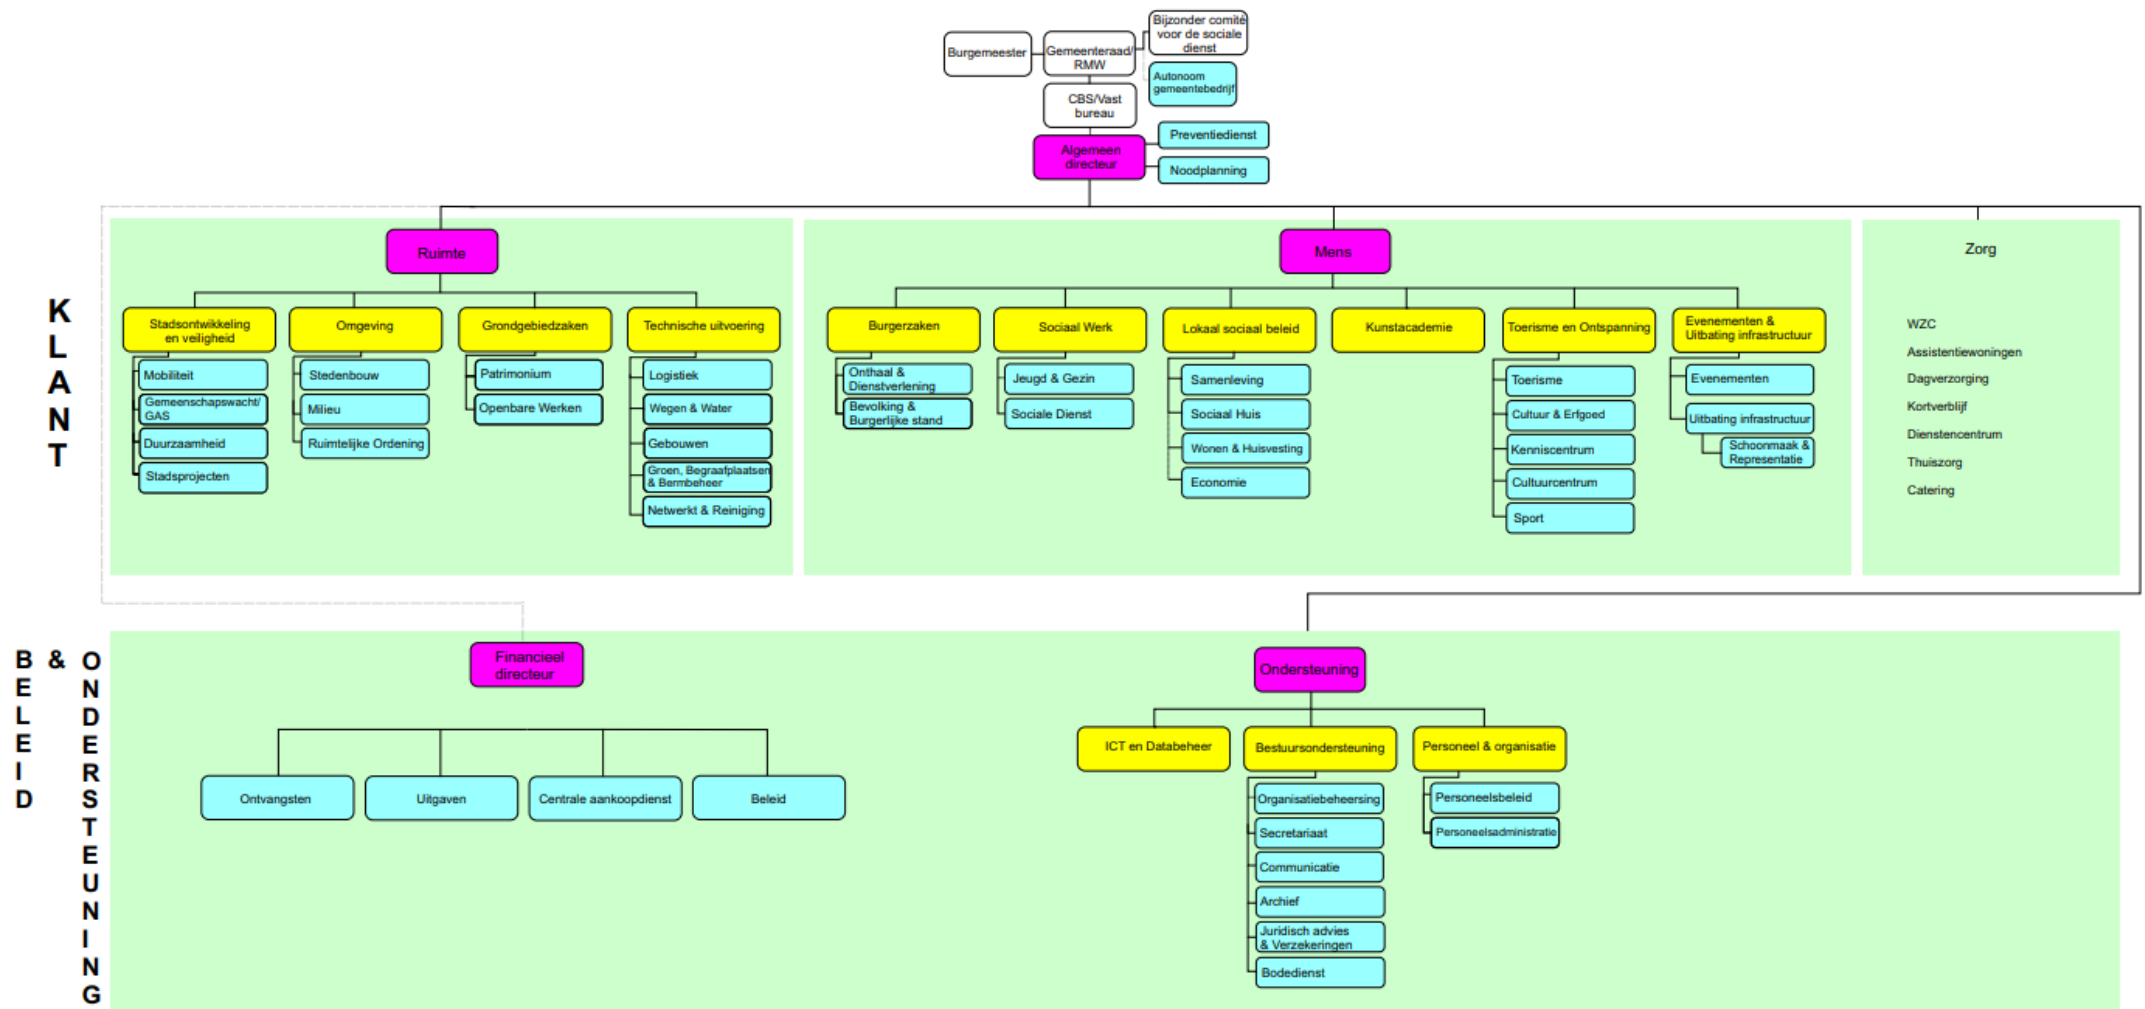 Bijzonder comité
voor de sociale
dienst
Burgemeester
Gemeenteraad/
RMW
Autonoom
gemeentebedrijf
CBS/Vast
bureau
Preventiedienst
Algemeen
directeur
Noodplanning
KLANT
Ruimte
Stadsontwikkeling
en veiligheid
Mobiliteit
Gemeenschapswacht/
GAS
Duurzaamheid
Stadsprojecten
Omgeving
Stedenbouw
Milieu
Ruimtelijke Ordening
Grondgebiedzaken
Patrimonium
Openbare Werken
Technische uitvoering
Logistiek
Wegen & Water
Gebouwen
Groen, Begraafplaatsen
& Bermbeheer
Netwerkt & Reiniging
Mens
Burgerzaken
Onthaal &
Dienstverlening
Bevolking &
Burgerlijke stand
Sociaal Werk
Jeugd & Gezin
Sociale Dienst
Lokaal sociaal beleid
Samenleving
Sociaal Huis
Wonen & Huisvesting
Economie
Kunstacademie
Toerisme en Ontspanning
Toerisme
Cultuur & Erfgoed
Kenniscentrum
Cultuurcentrum
Sport
Evenementen &
Uitbating infrastructuur
Evenementen
Uitbating infrastructuur
Schoonmaak &
Representatie
Zorg
WZC
Assistentiewoningen
Dagverzorging
Kortverblijf
Dienstencentrum
Thuiszorg
Catering
BELEID
&
ONDERSTEUNING
Financieel
directeur
Ontvangsten
Uitgaven
Centrale aankoopdienst
Beleid
Ondersteuning
ICT en Databeheer
Bestuursondersteuning
Organisatiebeheersing
Secretariaat
Communicatie
Archief
Juridisch advies
& Verzekeringen
Bodedienst
Personeel & organisatie
Personeelsbeleid
Personeelsadministratie